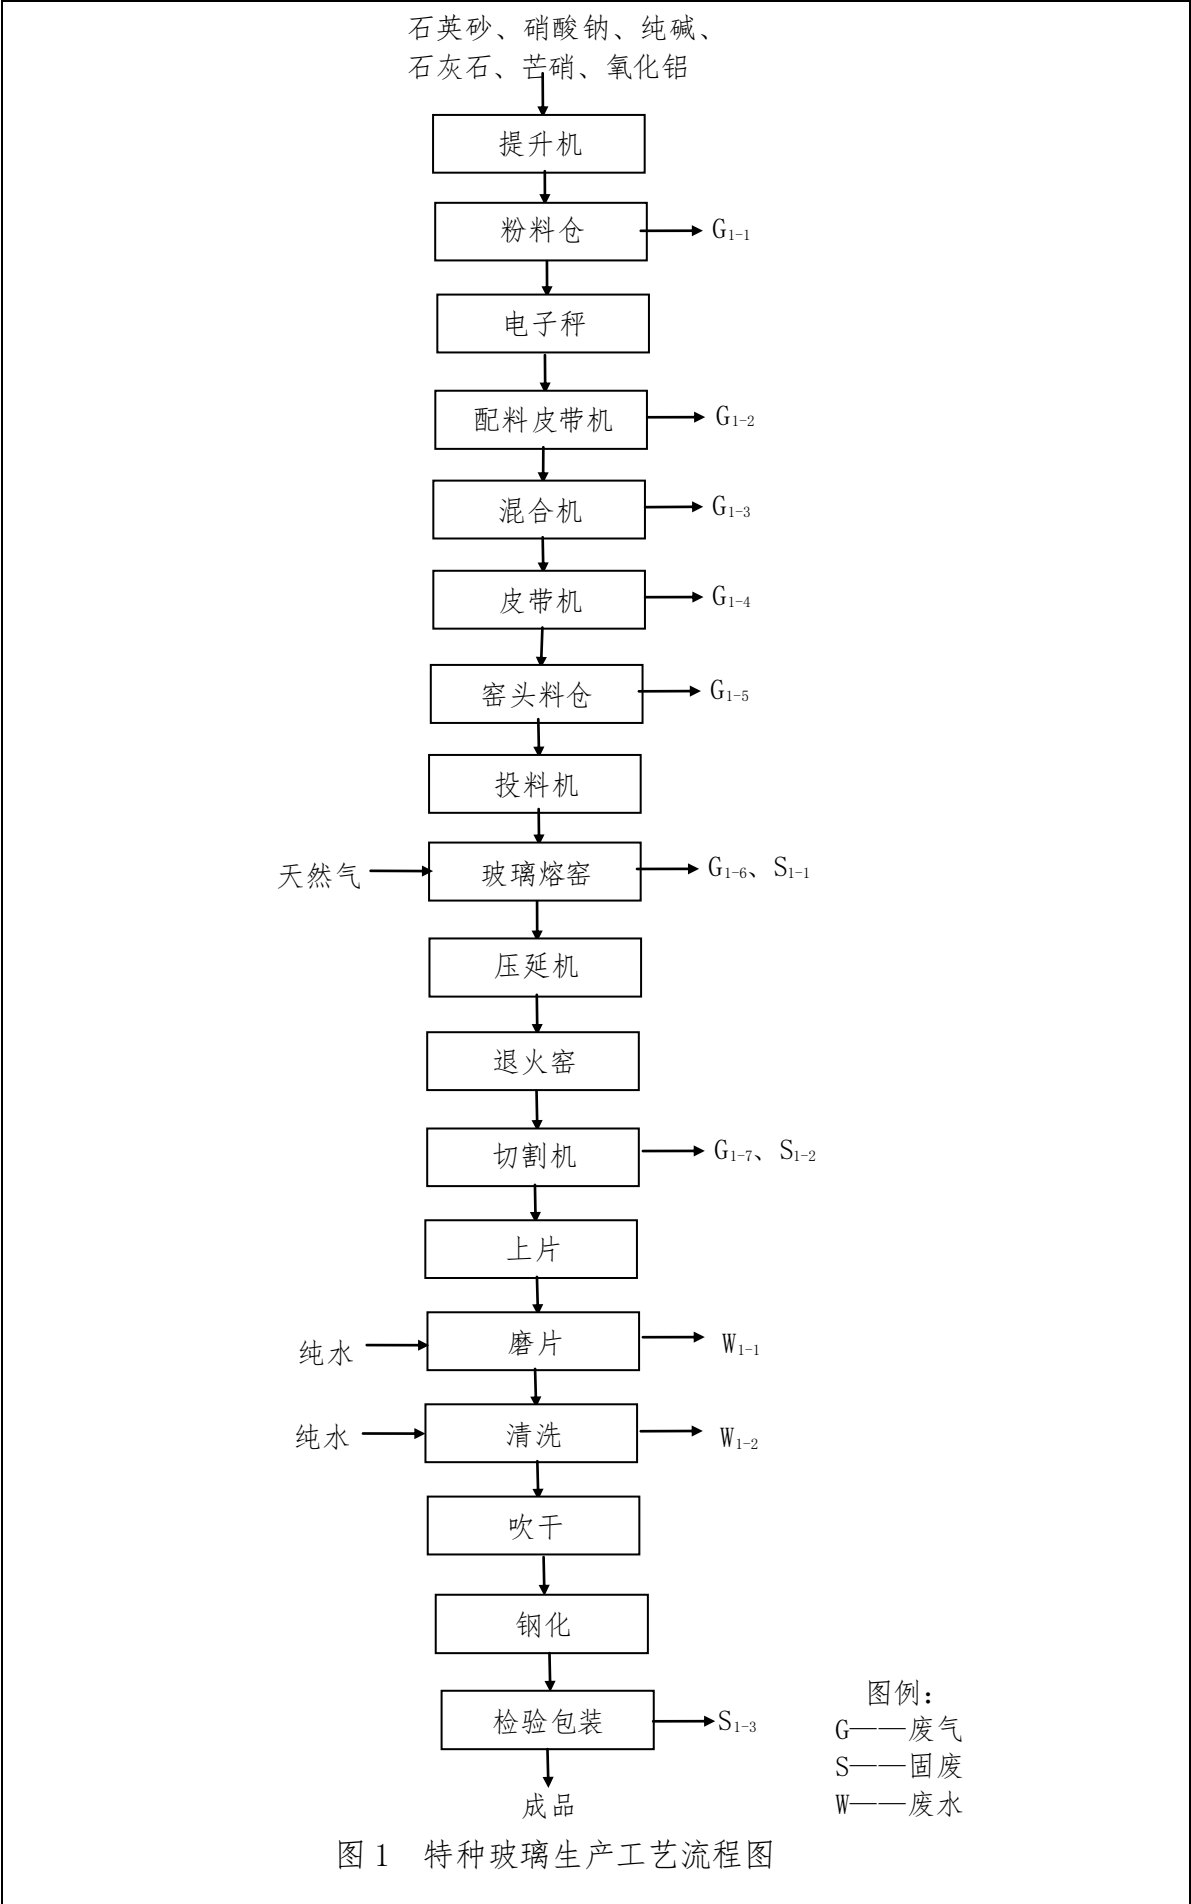 石英砂、硝酸钠、纯碱、
石灰石、芒硝、氧化铝
提升机
粉料仓
G1-1
电子秤
配料皮带机
G1-2
混合机
G1-3
皮带机
G1-4
窑头料仓
G1-5
投料机
天然气
玻璃熔窑
G1-6、S1-1
压延机
退火窑
切割机
G1-7、S1-2
上片
纯水
磨片
W1-1
纯水
清洗
W1-2
吹干
钢化
检验包装
S1-3
成品
图例：
G——废气
S——固废
W——废水
图 1 特种玻璃生产工艺流程图